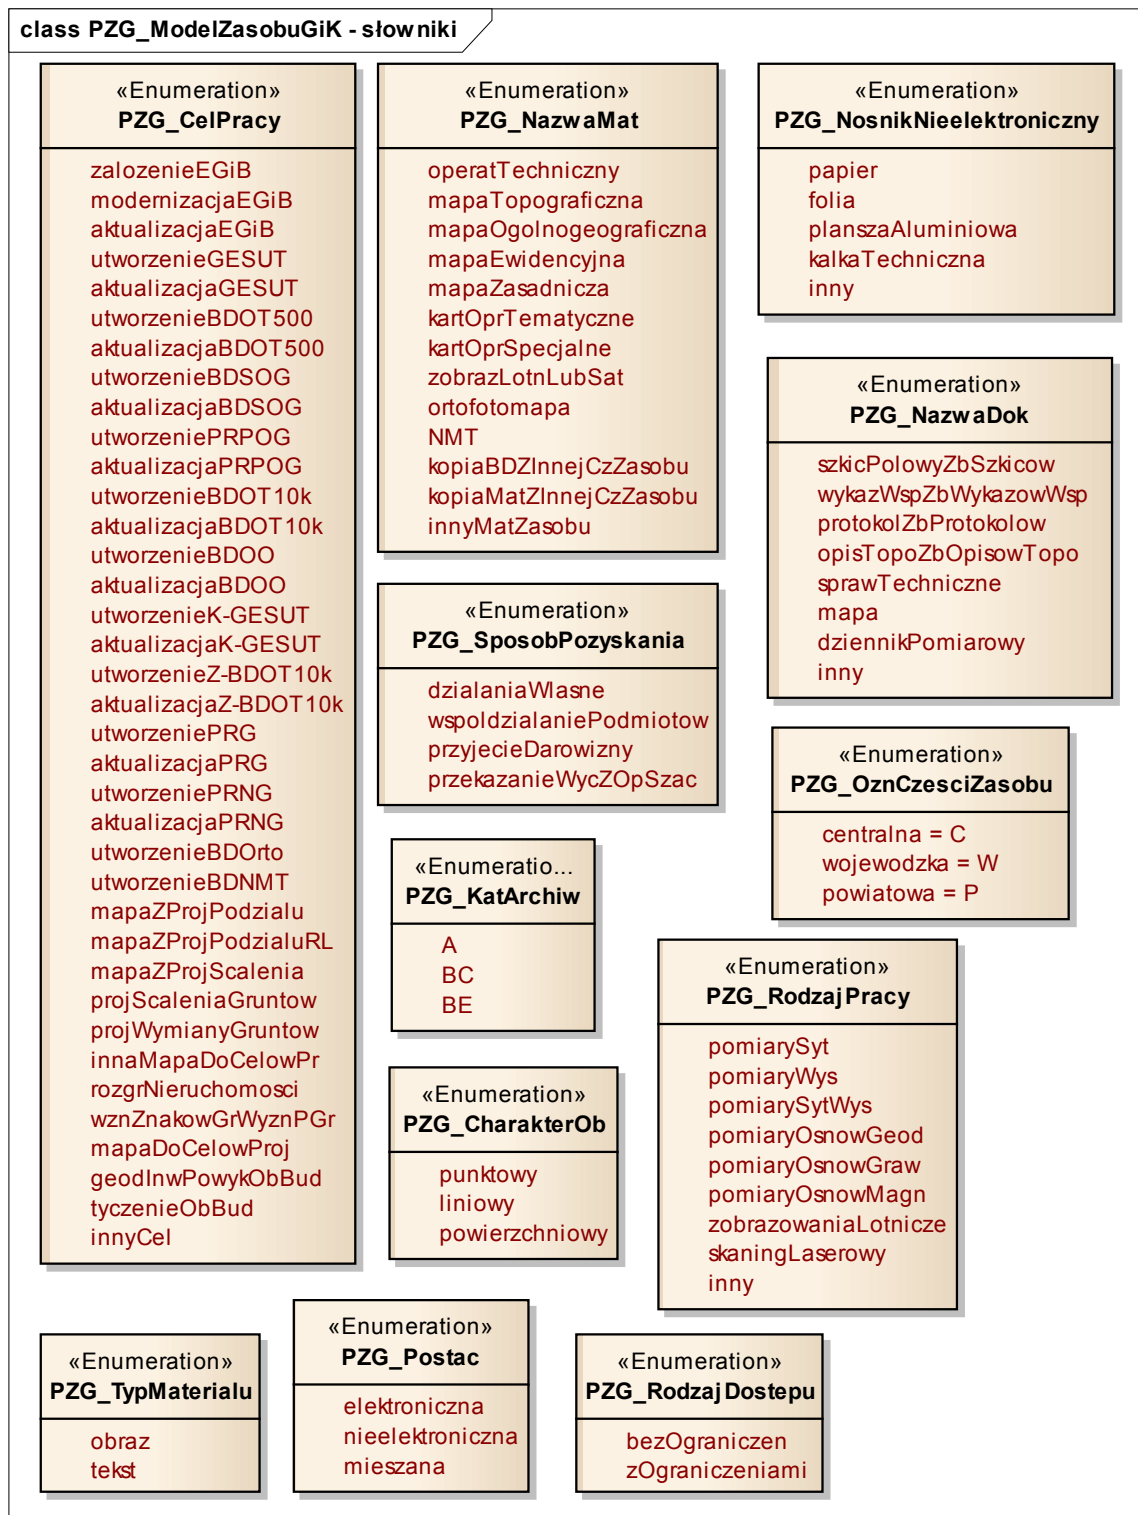 class PZG_ModelZasobuGiK - słowniki
«Enumeration»
PZG_CelPracy
zalozenieEGiB
modernizacjaEGiB
aktualizacjaEGiB
utworzenieGESUT
aktualizacjaGESUT
utworzenieBDOT500
aktualizacjaBDOT500
utworzenieBDSOG
aktualizacjaBDSOG
utworzeniePRPOG
aktualizacjaPRPOG
utworzenieBDOT10k
aktualizacjaBDOT10k
utworzenieBDOO
aktualizacjaBDOO
utworzenieK-GESUT
aktualizacjaK-GESUT
utworzenieZ-BDOT10k
aktualizacjaZ-BDOT10k
utworzeniePRG
aktualizacjaPRG
utworzeniePRNG
aktualizacjaPRNG
utworzenieBDOrto
utworzenieBDNMT
mapaZProjPodzialu
mapaZProjPodzialuRL
mapaZProjScalenia
projScaleniaGruntow
projWymianyGruntow
innaMapaDoCelowPr
rozgrNieruchomosci
wznZnakowGrWyznPGr
mapaDoCelowProj
geodInwPowykObBud
tyczenieObBud
innyCel
«Enumeration»
PZG_NazwaMat
operatTechniczny
mapaTopograficzna
mapaOgolnogeograficzna
mapaEwidencyjna
mapaZasadnicza
kartOprTematyczne
kartOprSpecjalne
zobrazLotnLubSat
ortofotomapa
NMT
kopiaBDZInnejCzZasobu
kopiaMatZInnejCzZasobu
innyMatZasobu
«Enumeration»
PZG_NosnikNieelektroniczny
papier
folia
planszaAluminiowa
kalkaTechniczna
inny
«Enumeration»
PZG_NazwaDok
szkicPolowyZbSzkicow
wykazWspZbWykazowWsp
protokolZbProtokolow
opisTopoZbOpisowTopo
sprawTechniczne
mapa
dziennikPomiarowy
inny
«Enumeration»
PZG_SposobPozyskania
dzialaniaWlasne
wspoldzialaniePodmiotow
przyjecieDarowizny
przekazanieWycZOpSzac
«Enumeration»
PZG_OznCzesciZasobu
centralna = C
wojewodzka = W
powiatowa = P
«Enumeratio...
PZG_KatArchiw
A
BC
BE
«Enumeration»
PZG_RodzajPracy
pomiarySyt
pomiaryWys
pomiarySytWys
pomiaryOsnowGeod
pomiaryOsnowGraw
pomiaryOsnowMagn
zobrazowaniaLotnicze
skaningLaserowy
inny
«Enumeration»
PZG_CharakterOb
punktowy
liniowy
powierzchniowy
«Enumeration»
PZG_TypMaterialu
obraz
tekst
«Enumeration»
PZG_Postac
elektroniczna
nieelektroniczna
mieszana
«Enumeration»
PZG_RodzajDostepu
bezOgraniczen
zOgraniczeniami